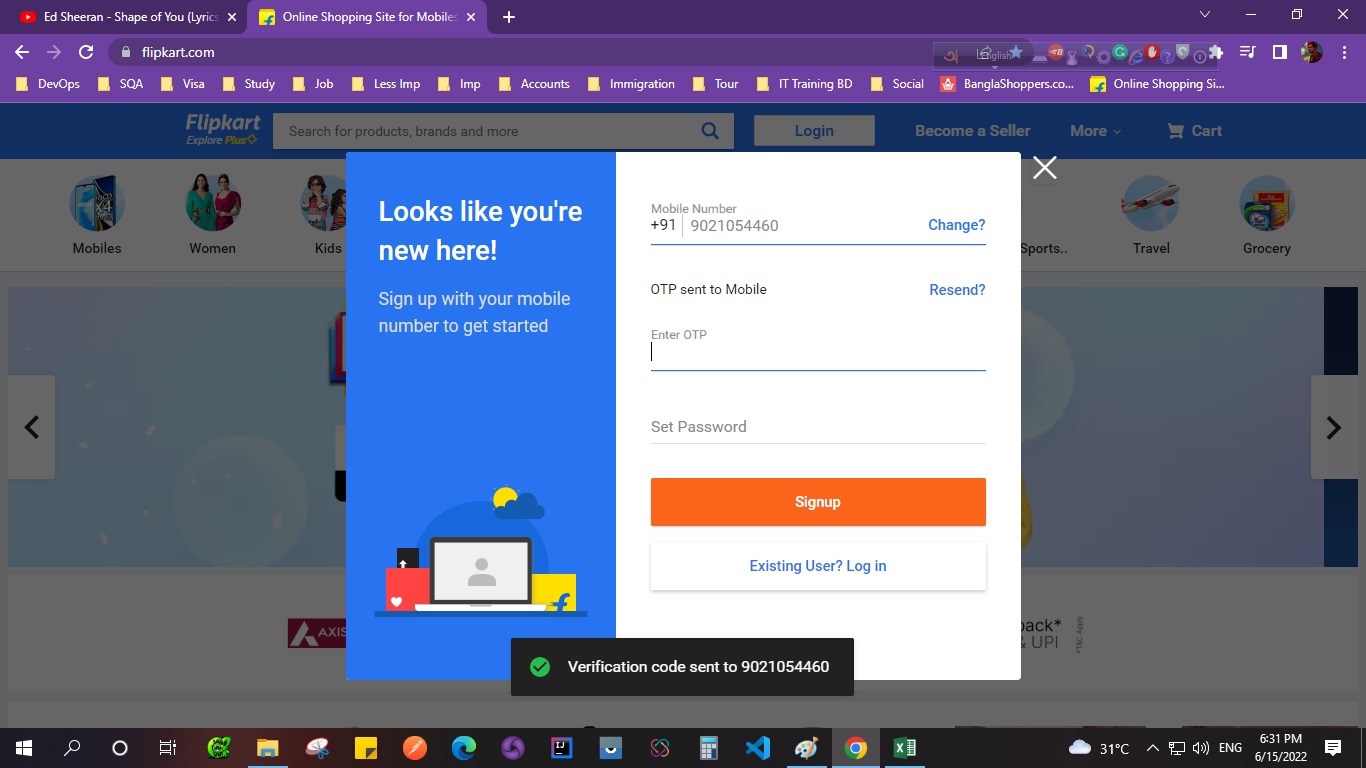 Ed Sheeran - Shape of You (Lyrics
Online Shopping Site for Mobiles
flipkart.com
English
DevOps
SQA
Visa
Study
Job
Less Imp
Imp
Accounts
Immigration
Tour
IT Training BD
Social
BanglaShoppers.co...
Online Shopping Si...
Flipkart
Explore Plus
Search for products, brands and more
Login
Become a Seller
More
Cart
Mobiles
Women
Kids
Sports..
Travel
Grocery
Looks like you're
new here!
Sign up with your mobile
number to get started
Mobile Number
+91 9021054460
Change?
OTP sent to Mobile
Resend?
Enter OTP
Set Password
Signup
Existing User? Log in
AXIS
back*
& UPI
*T&C Apply
Verification code sent to 9021054460
31°C
ENG
6:31 PM
6/15/2022